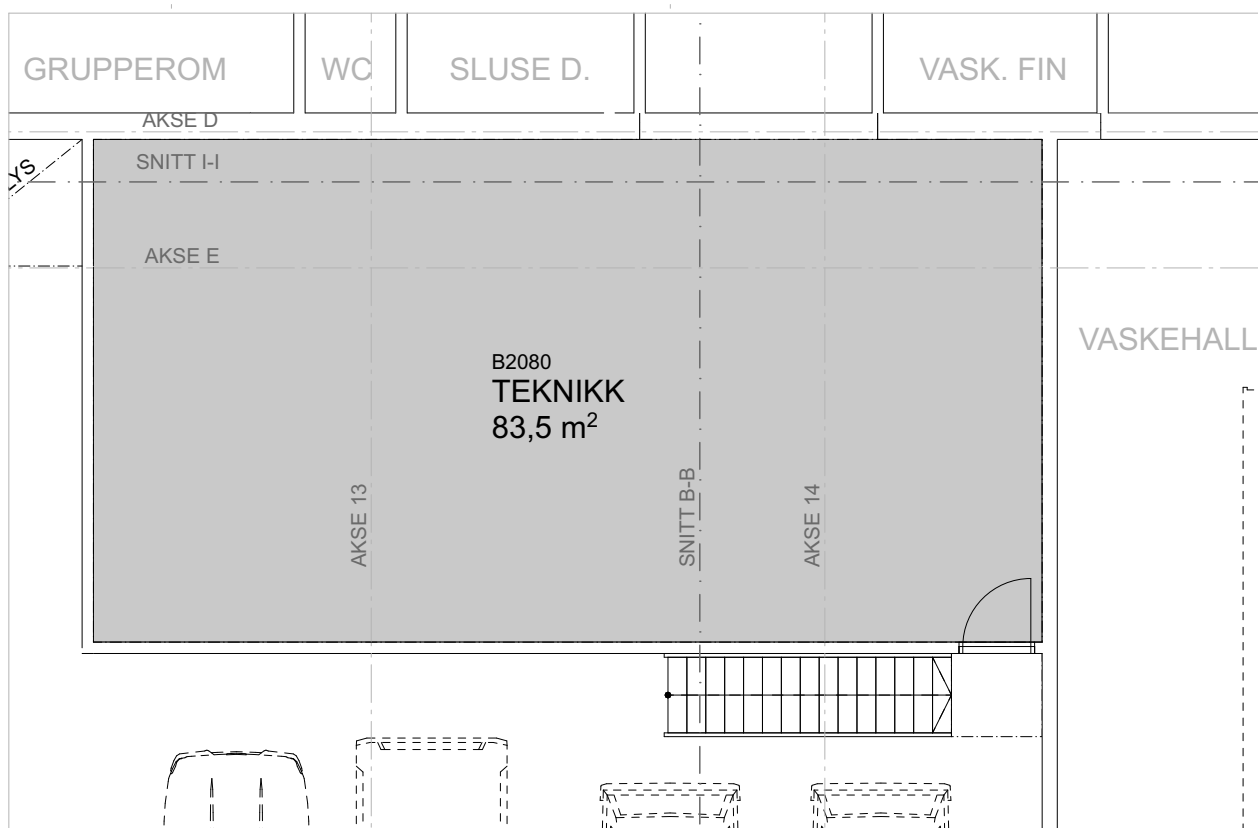 GRUPPEROM
WC
SLUSE D.
VASK. FIN
AKSE D
SNITT I-I
AKSE E
VASKEHALL
B2080
TEKNIKK
83,5 m²
AKSE 13
SNITT B-B
AKSE 14